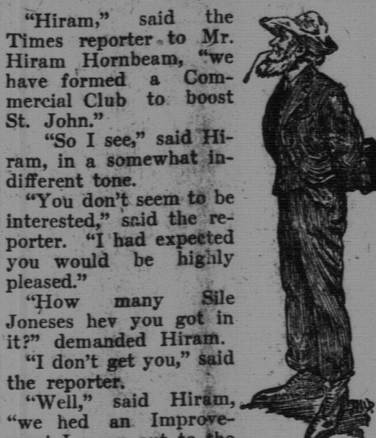 "Hiram," said the
Times reporter to Mr.
Hiram Hornbeam, "we
have formed a Com-
mercial Club to boost
St. John."
"So I see," said Hi-
ram, in a somewhat in-
different tone.
"You don't seem to be
interested," said the re-
porter. "I had expected
you would be highly
pleased."
"How many Sile
Joneses hev you got in
it?" demanded Hiram.
"I don't get you," said
the reporter.
"Well," said Hiram,
"we hed an Improve-